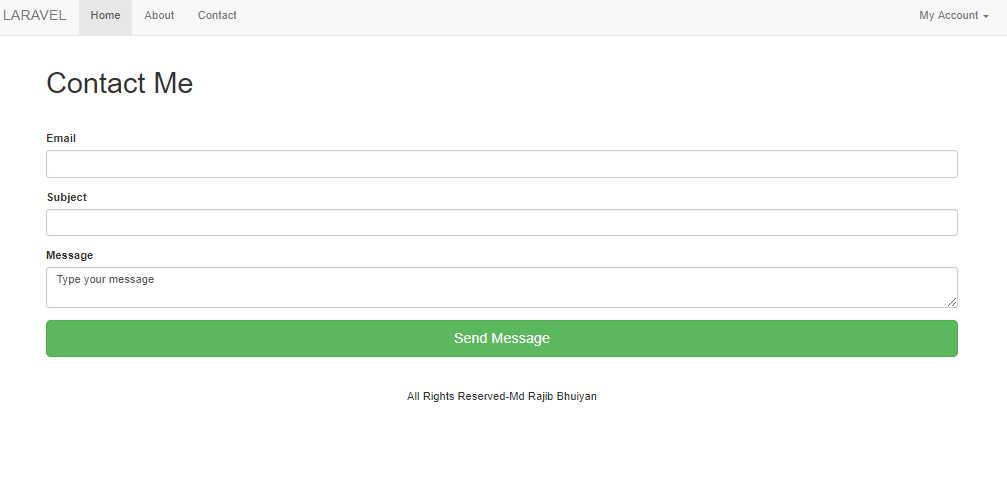 LARAVEL Home About Contact My Account
Contact Me
Email
Subject
Message
Type your message
Send Message
All Rights Reserved-Md Rajib Bhuiyan